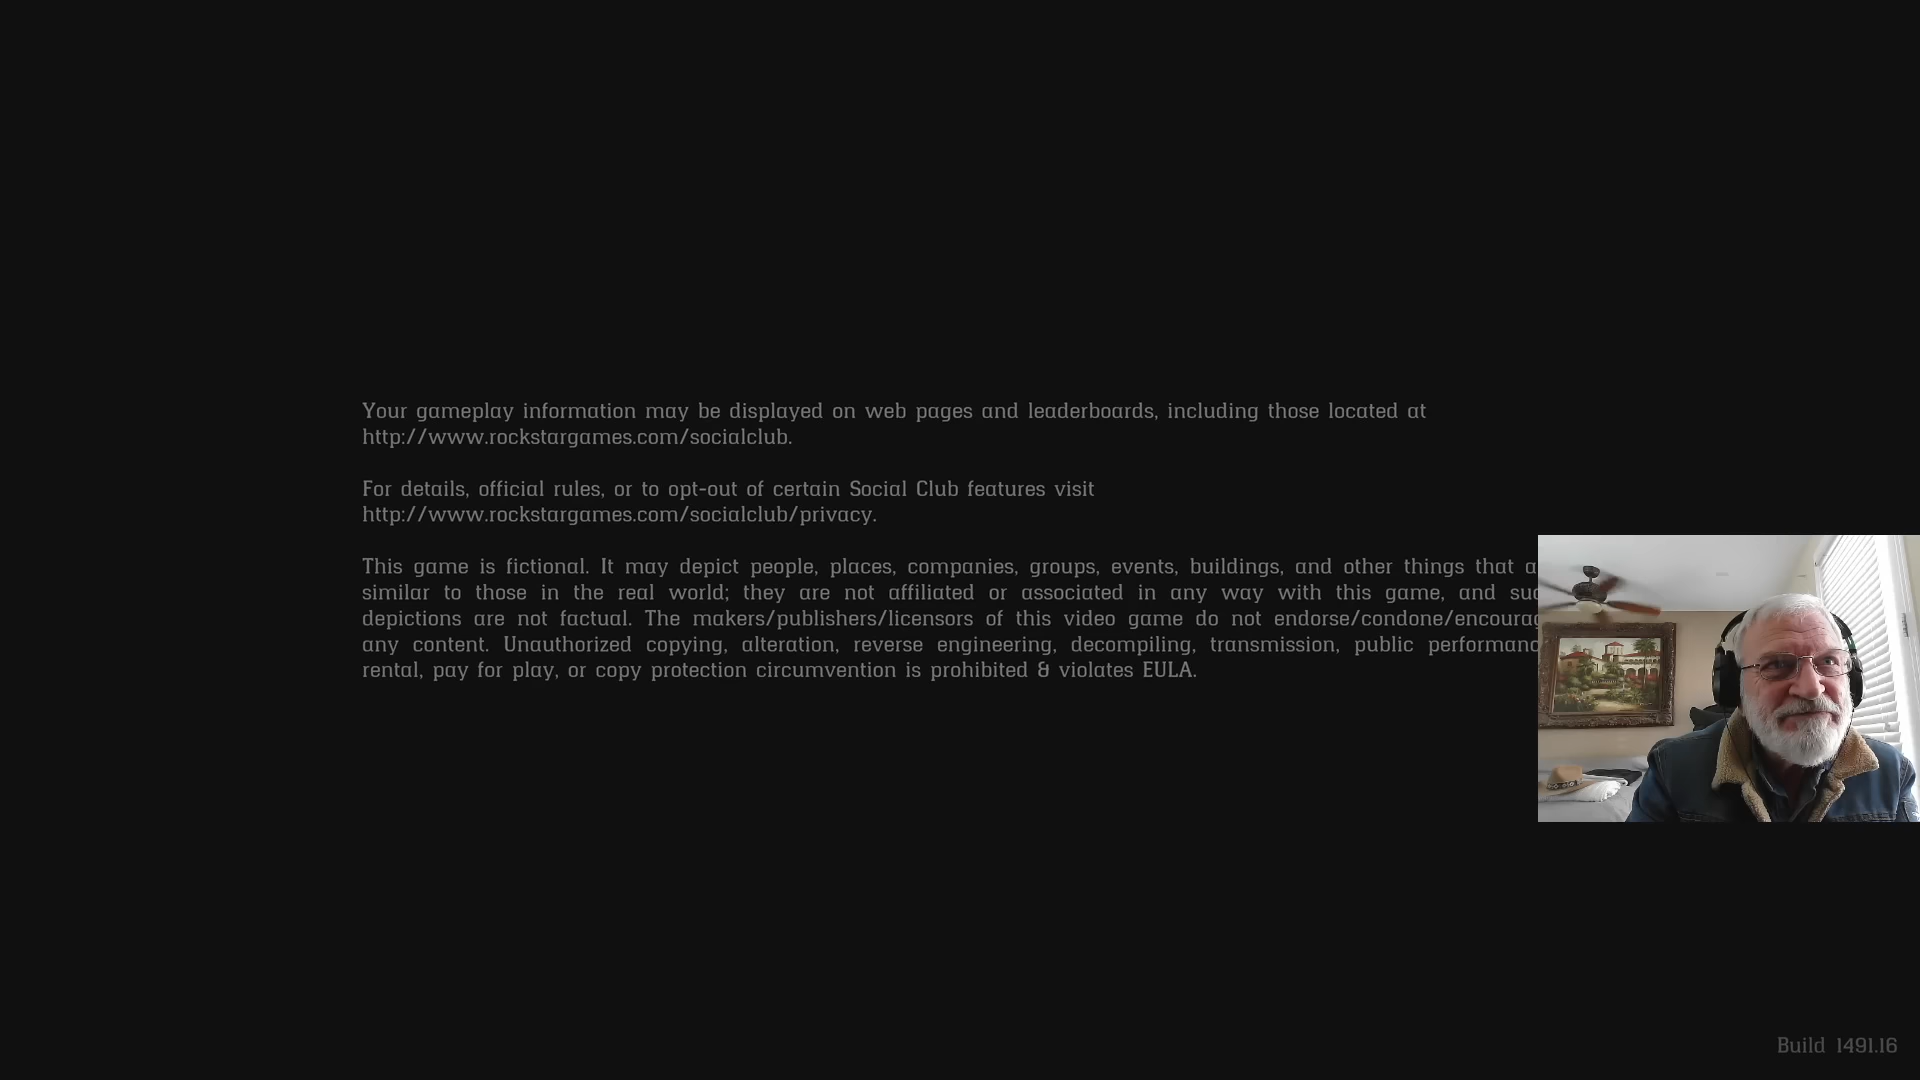 Your gameplay information may be displayed on web pages and leaderboards, including those located at
http://www.rockstargames.com/socialclub.
For details, official rules, or to opt-out of certain Social Club features visit
http://www.rockstargames.com/socialclub/privacy.
This game is fictional. It may depict people, places, companies, groups, events, buildings, and other things that
similar to those in the real world; they are not affiliated or associated in any way with this game, and
depictions are not factual. The makers/publishers/licensors of this video game do not endorse/condone/encourag
any content. Unauthorized copying, alteration, reverse engineering, decompiling, transmission, public performanc
rental, pay for play, or copy protection circumvention is prohibited & violates EULA.
Build 1491.16